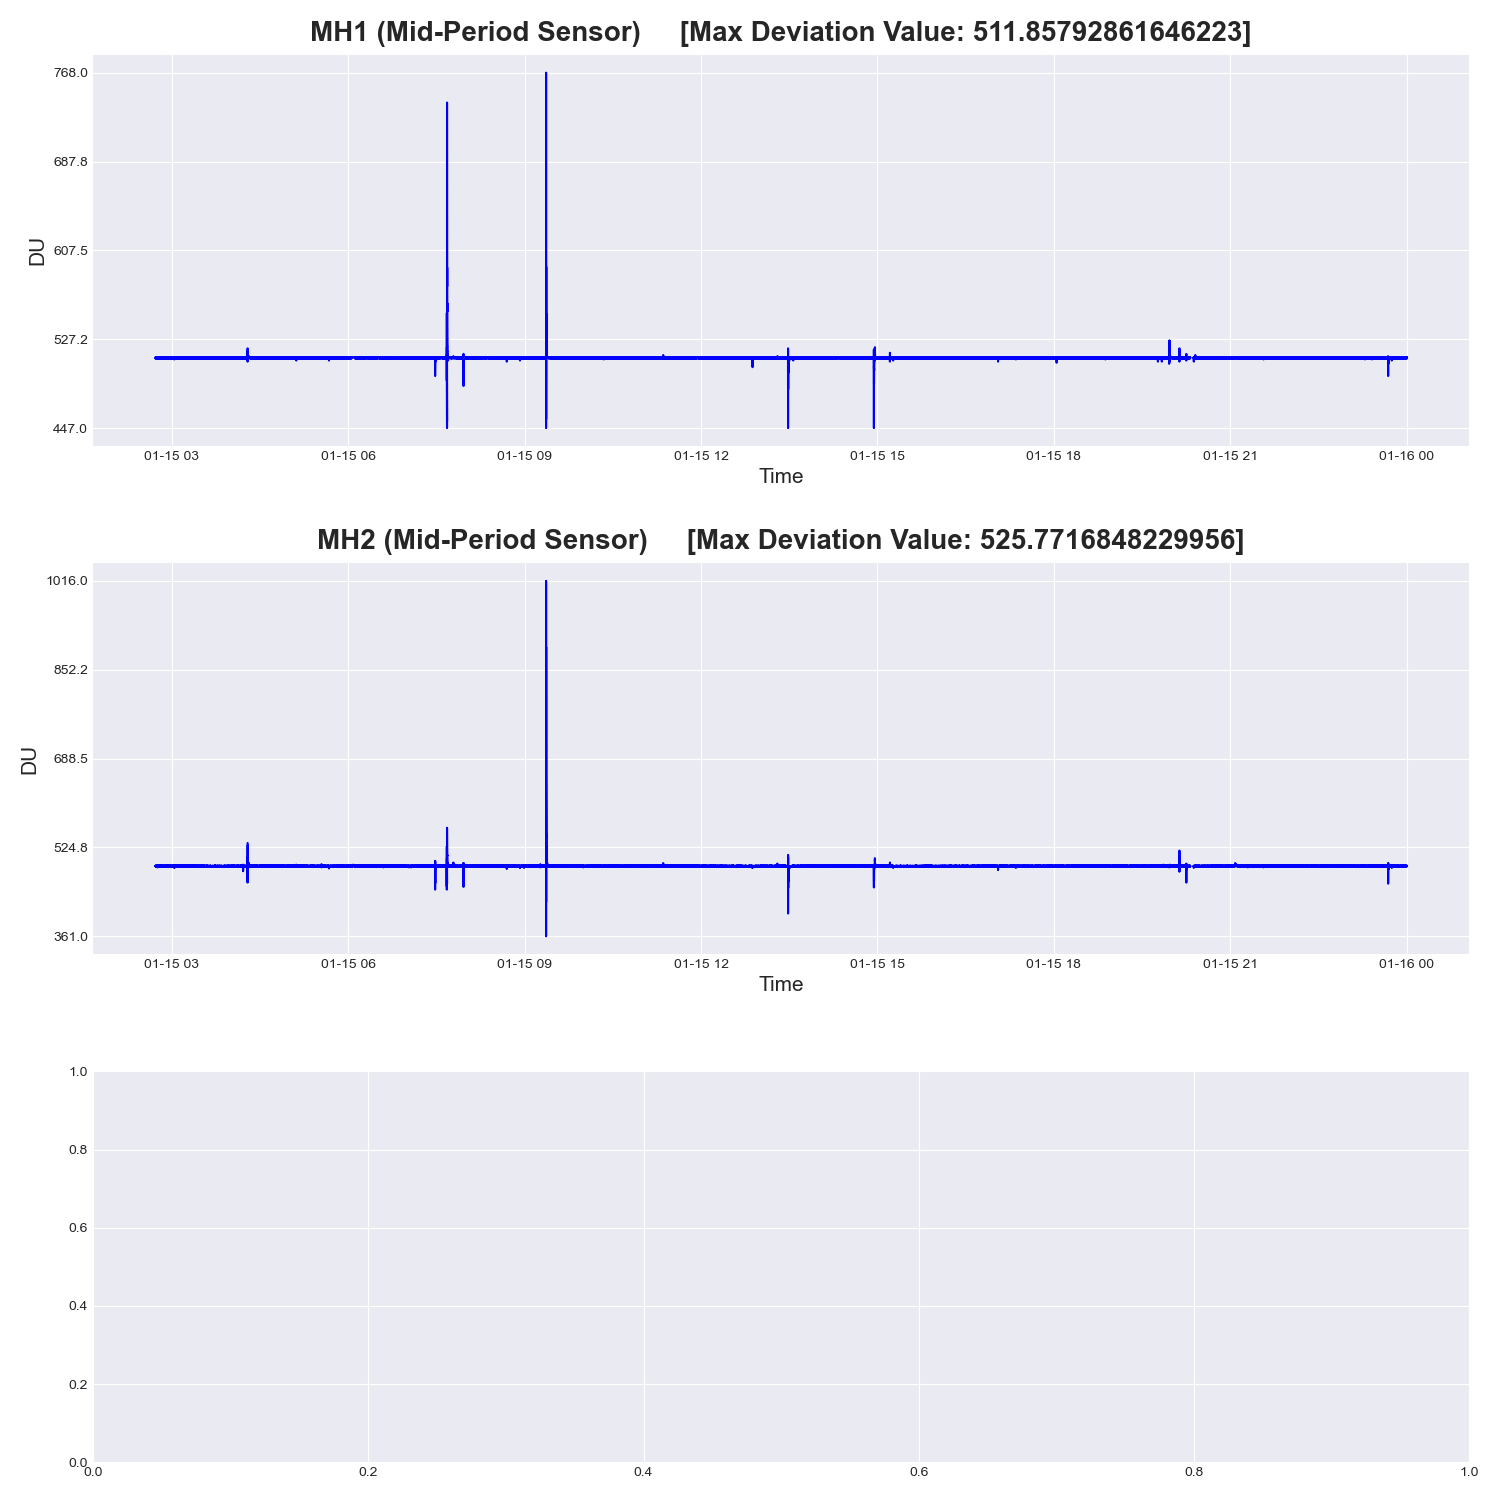 MH1 (Mid-Period Sensor) [Max Deviation Value: 511.85792861646223]
768.0
687.8
607.5
527.2
447.0
DU
01-15 03 01-15 06 01-15 09 01-15 12 01-15 15 01-15 18 01-15 21 01-16 00
Time
MH2 (Mid-Period Sensor) [Max Deviation Value: 525.7716848229956]
1016.0
852.2
688.5
524.8
361.0
DU
01-15 03 01-15 06 01-15 09 01-15 12 01-15 15 01-15 18 01-15 21 01-16 00
Time
1.0
0.8
0.6
0.4
0.2
0.0
0.0 0.2 0.4 0.6 0.8 1.0